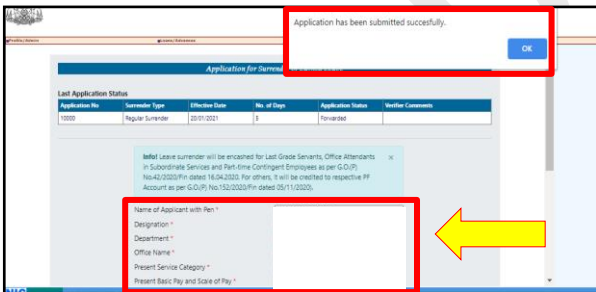 Application has been submitted succesfully.
OK
Profile/Salary
Leaves/Advances
Application for Surrender
Last Application Status
Application No Surrender Type Effective Date No. of Days Application Status Verifier Comments
10000 Regular Surrender 20/01/2021 5 Forwarded
Info! Leave surrender will be encashed for Last Grade Servants, Office Attendants ×
in Subordinate Services and Part-time Contingent Employees as per G.O.(P)
No.42/2020/Fin dated 16.04.2020. For others, it will be credited to respective PF
Account as per G.O.(P) No.152/2020/Fin dated 05/11/2020).
Name of Applicant with Pen *
Designation *
Department *
Office Name *
Present Service Category *
Present Basic Pay and Scale of Pay *
NIC